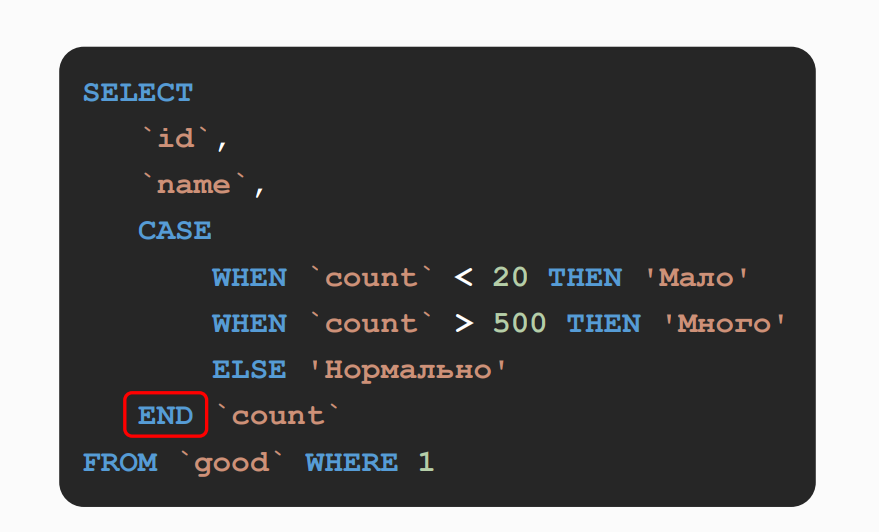 SELECT
`id`,
`name`,
CASE
WHEN `count` < 20 THEN 'Мало'
WHEN `count` > 500 THEN 'Много'
ELSE 'Нормально'
END `count`
FROM `good` WHERE 1